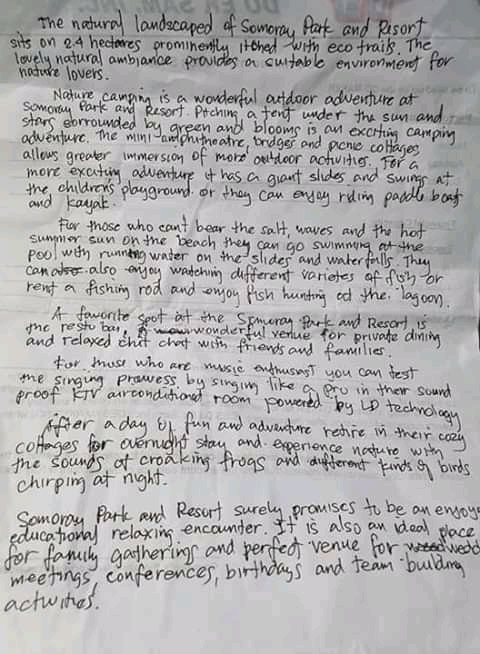 The natural landscaped of Somoray Park and Resort
sits on 2.4 hectares prominently itched with eco trails. The
lovely natural ambiance provides a suitable environment for
nature lovers.
Nature camping is a wonderful outdoor adventure at
Somoray Park and Resort. Pitching a tent under the sun and
stars sorrounded by green and blooms is an exciting camping
adventure. The mini-amphitheatre, bridges and picnic cottages
allows greater immersion of more outdoor activities. For a
more exciting adventure it has a giant slides and swings at
the children's playground. or they can enjoy riding paddle boats
and kayak.
For those who can't bear the salt, waves and the hot
summer sun on the beach they can go swimming at the
pool with running water on the slides and waterfalls. They
can also enjoy watching different varietes of fish or
rent a fishing rod and enjoy fish hunting at the lagoon.
A favorite spot at the Somoray Park and Resort is
the resto bar, A wonderful venue for private dining
and relaxed chit chat with friends and families.
For those who are music enthusiast you can test
the singing prowess by singing like a pro in their sound
proof KTV airconditioned room powered by LD technology
After a day of fun and adventure retire in their cozy
cottages for overnight stay and experience nature with
the sounds of croaking frogs and different kinds of birds
chirping at night.
Somoray Park and Resort surely promises to be an enjoy
educational relaxing encounter. It is also an ideal place
for family gatherings and perfect venue for wedd
meetings, conferences, birthdays and team building
activities.